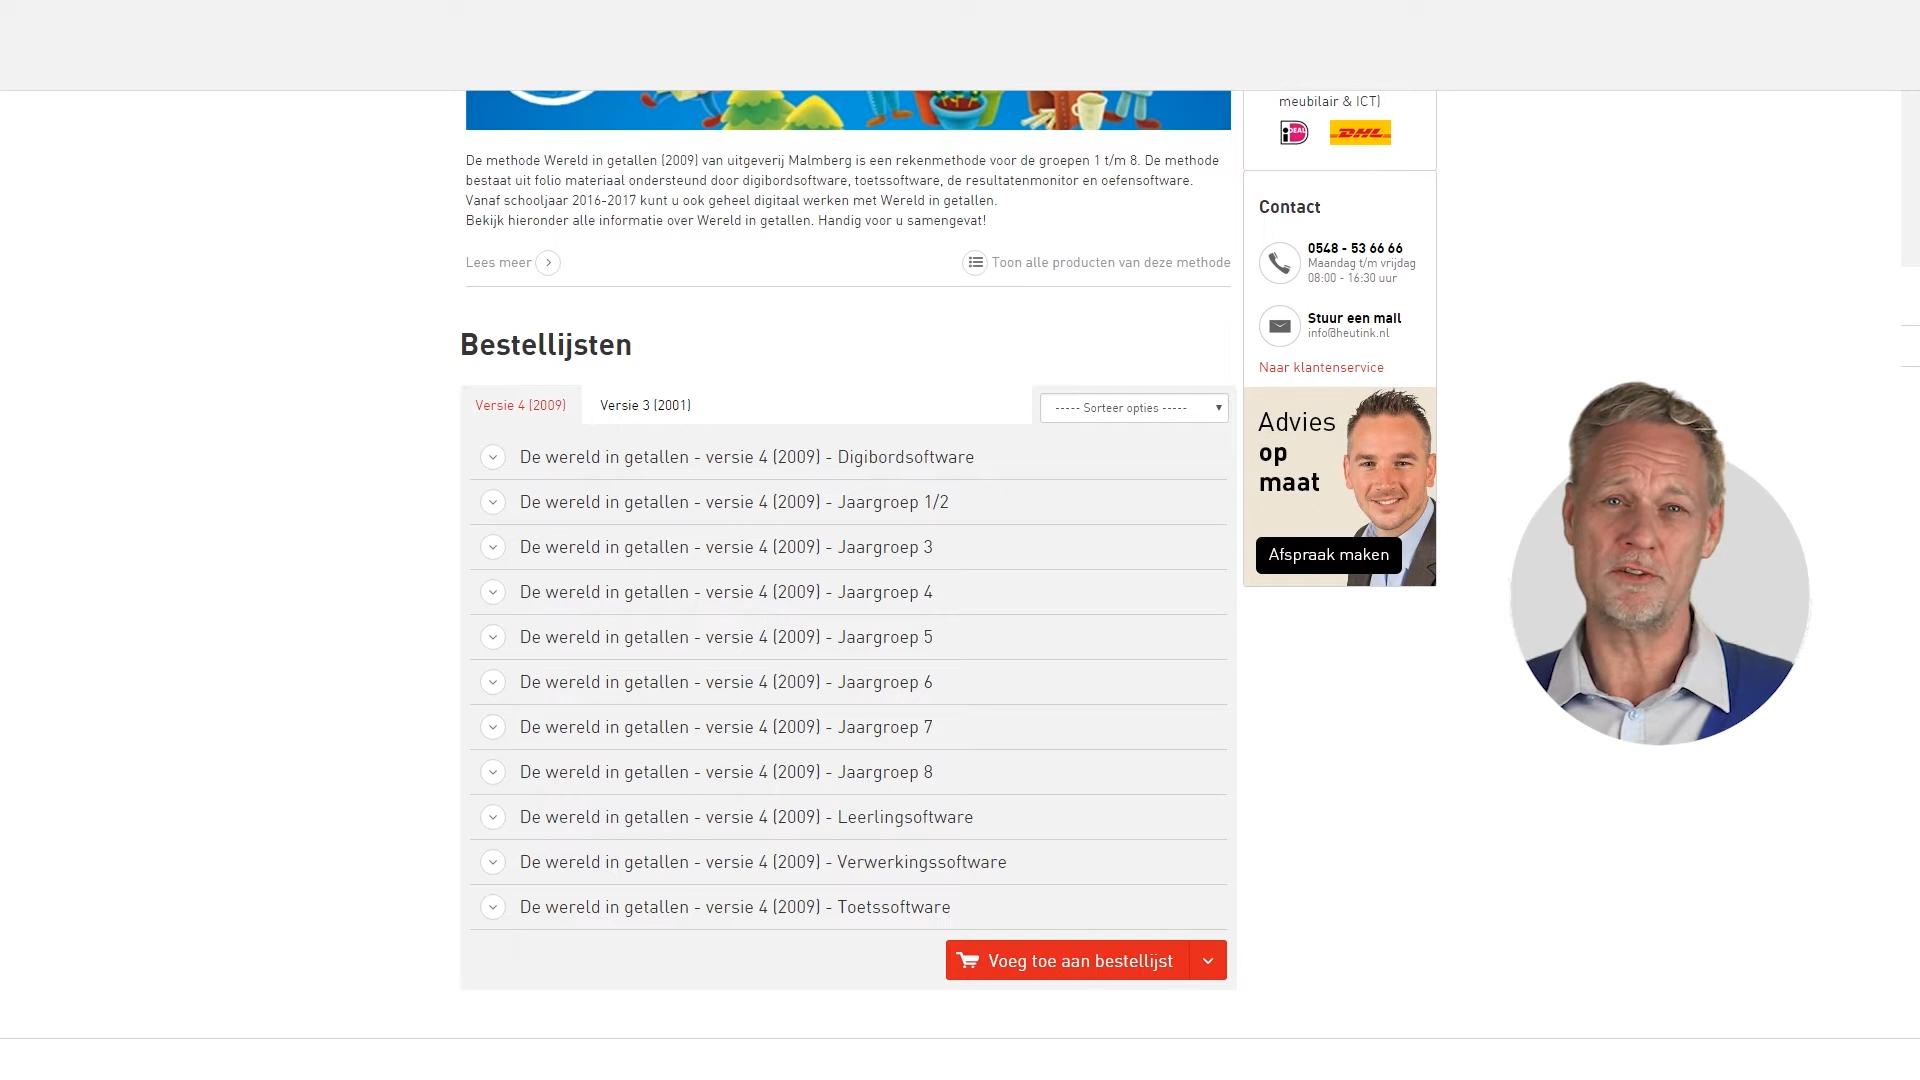 meubilair & ICT)
iDEAL
DHL
De methode Wereld in getallen (2009) van uitgeverij Malmberg is een rekenmethode voor de groepen 1 t/m 8. De methode
bestaat uit folio materiaal ondersteund door digibordsoftware, toetssoftware, de resultatenmonitor en oefensoftware.
Vanaf schooljaar 2016-2017 kunt u ook geheel digitaal werken met Wereld in getallen.
Bekijk hieronder alle informatie over Wereld in getallen. Handig voor u samengevat!
Lees meer
Toon alle producten van deze methode
Contact
0548 - 53 66 66
Maandag t/m vrijdag
08:00 - 16:30 uur
Stuur een mail
info@heutink.nl
Naar klantenservice
Advies
op
maat
Afspraak maken
Bestellijsten
Versie 4 (2009)
Versie 3 (2001)
----- Sorteer opties -----
De wereld in getallen - versie 4 (2009) - Digibordsoftware
De wereld in getallen - versie 4 (2009) - Jaargroep 1/2
De wereld in getallen - versie 4 (2009) - Jaargroep 3
De wereld in getallen - versie 4 (2009) - Jaargroep 4
De wereld in getallen - versie 4 (2009) - Jaargroep 5
De wereld in getallen - versie 4 (2009) - Jaargroep 6
De wereld in getallen - versie 4 (2009) - Jaargroep 7
De wereld in getallen - versie 4 (2009) - Jaargroep 8
De wereld in getallen - versie 4 (2009) - Leerlingsoftware
De wereld in getallen - versie 4 (2009) - Verwerkingssoftware
De wereld in getallen - versie 4 (2009) - Toetssoftware
Voeg toe aan bestellijst